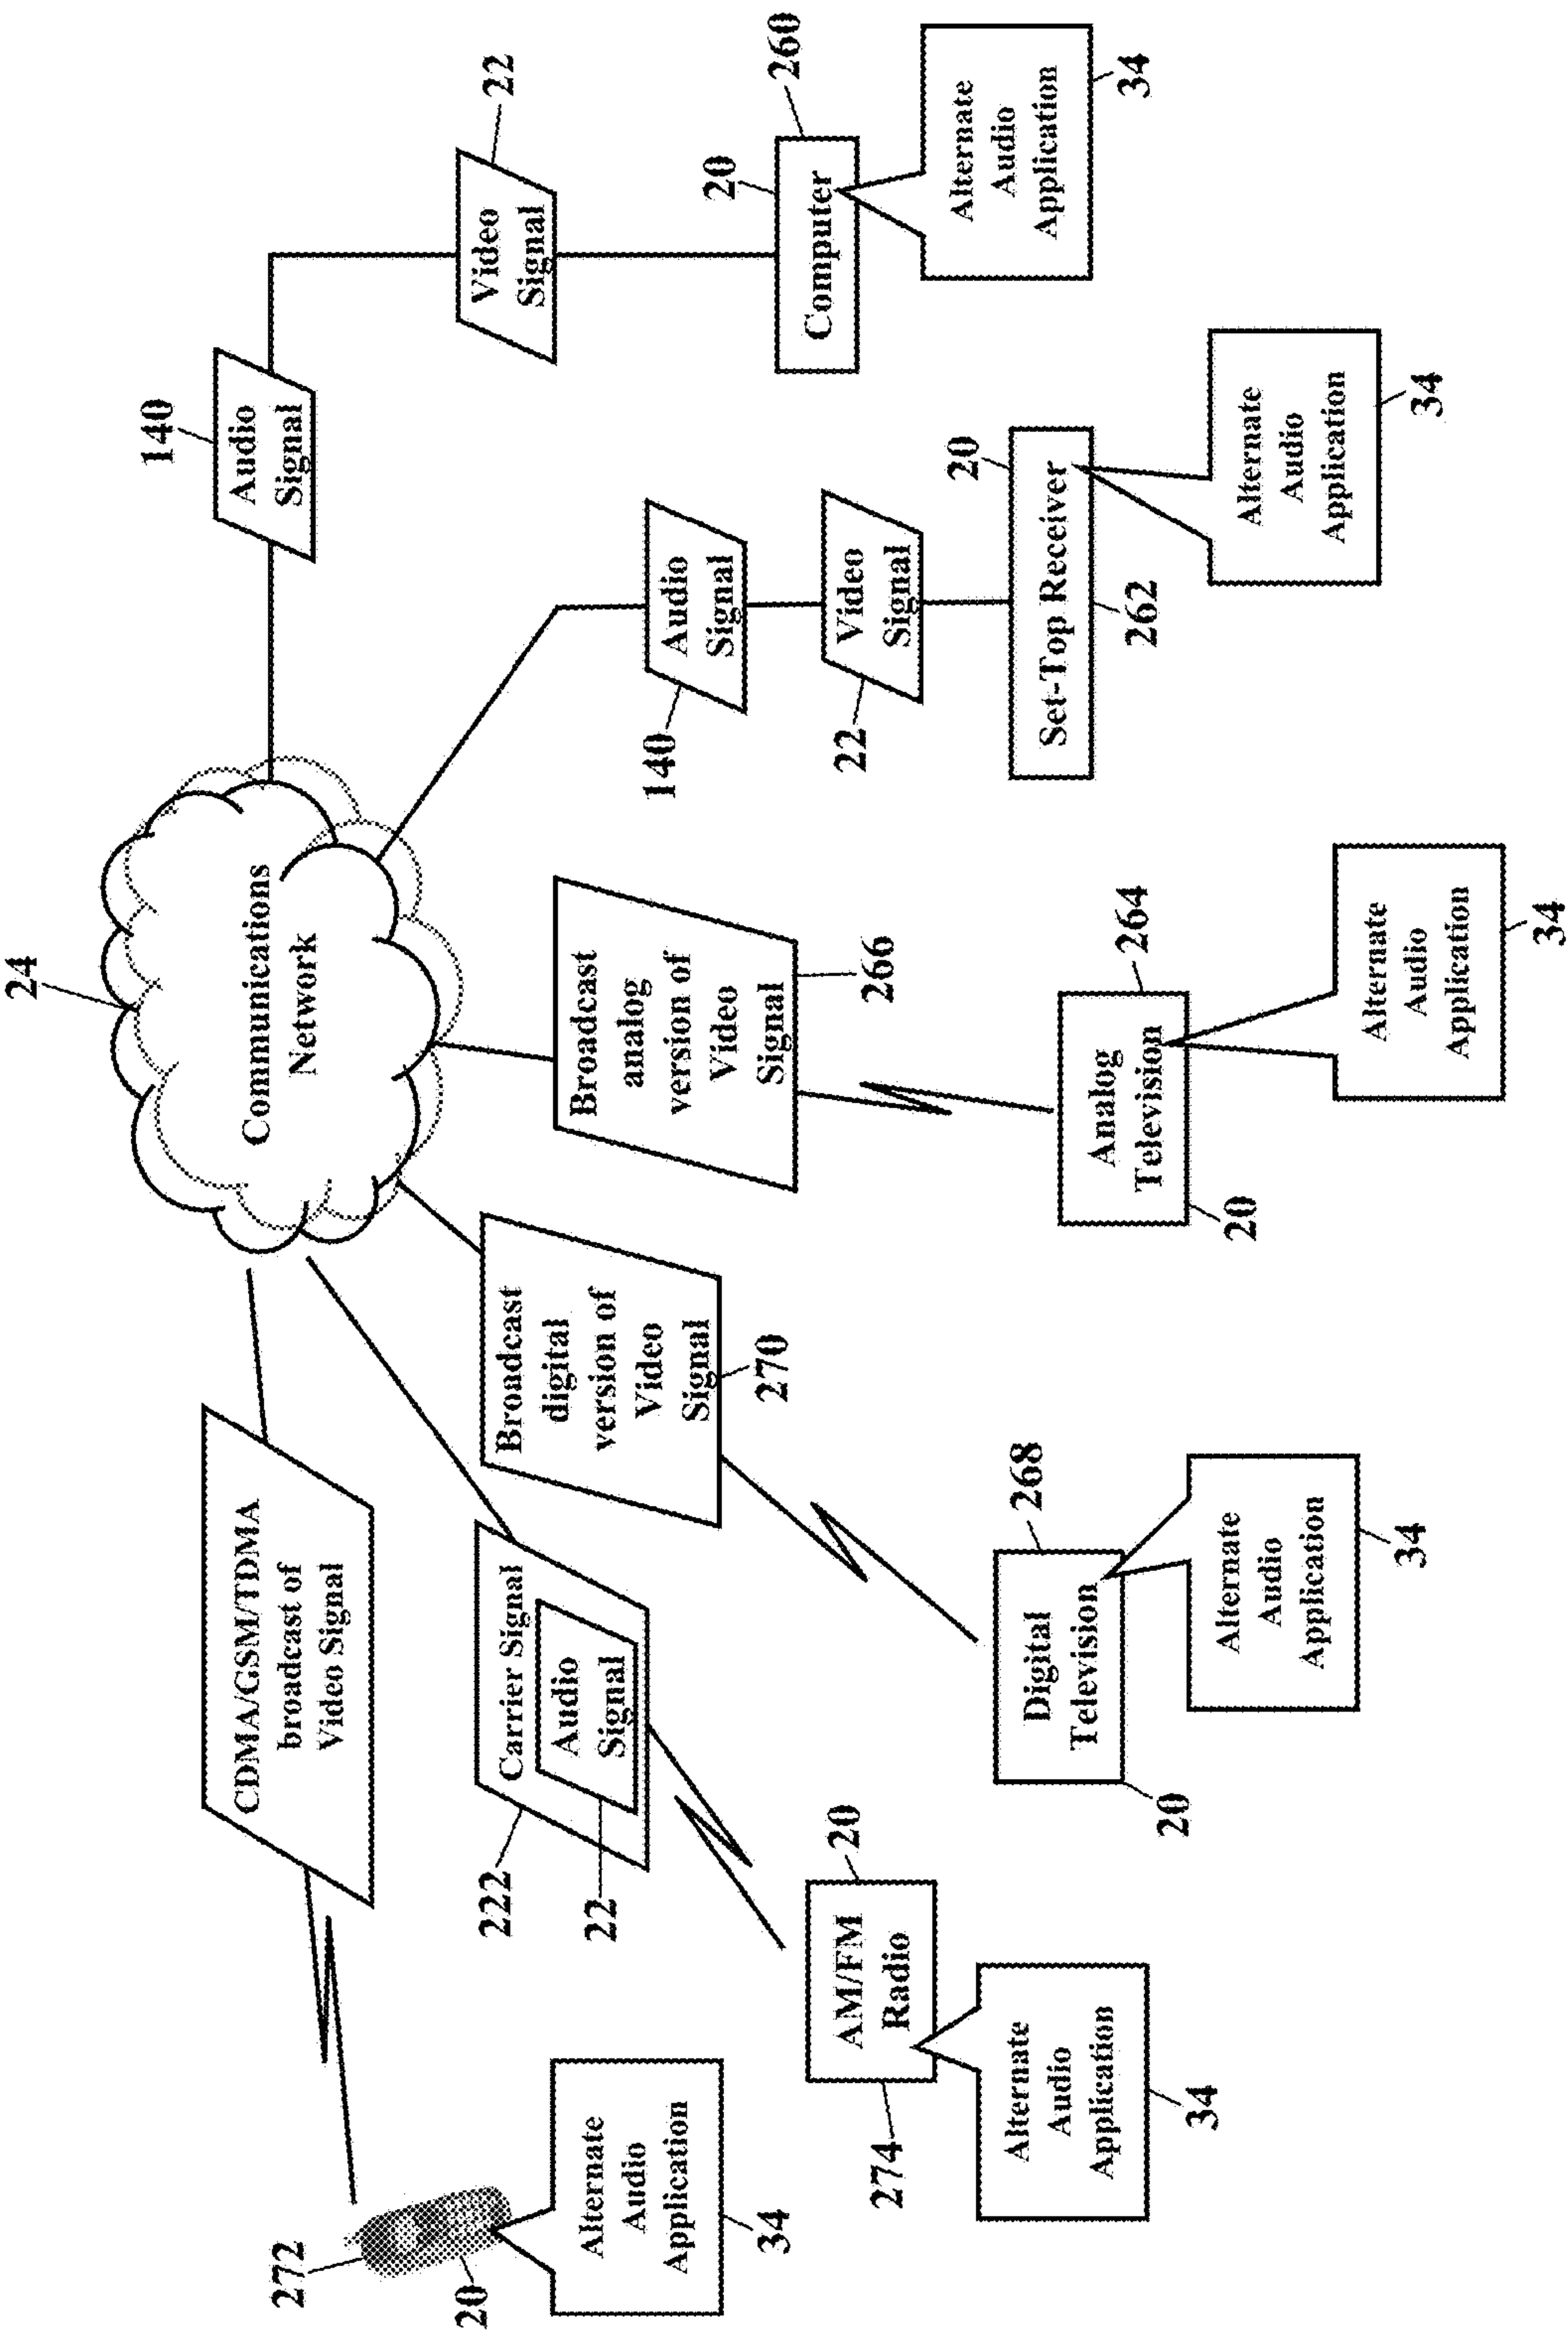 24
Communications
Network
272
20
Alternate
Audio
Application
34
CDMA/GSM/TDMA
broadcast of
Video Signal
222
Carrier Signal
Audio
Signal
22
274
AM/FM
Radio
20
Alternate
Audio
Application
34
Broadcast
digital
version of
Video
Signal
270
268
Digital
Television
20
Alternate
Audio
Application
34
Broadcast
analog
version of
Video
Signal
266
264
Analog
Television
20
Alternate
Audio
Application
34
140
Audio
Signal
22
Video
Signal
20
Set-Top Receiver
262
Alternate
Audio
Application
34
140
Audio
Signal
22
Video
Signal
20
260
Computer
Alternate
Audio
Application
34